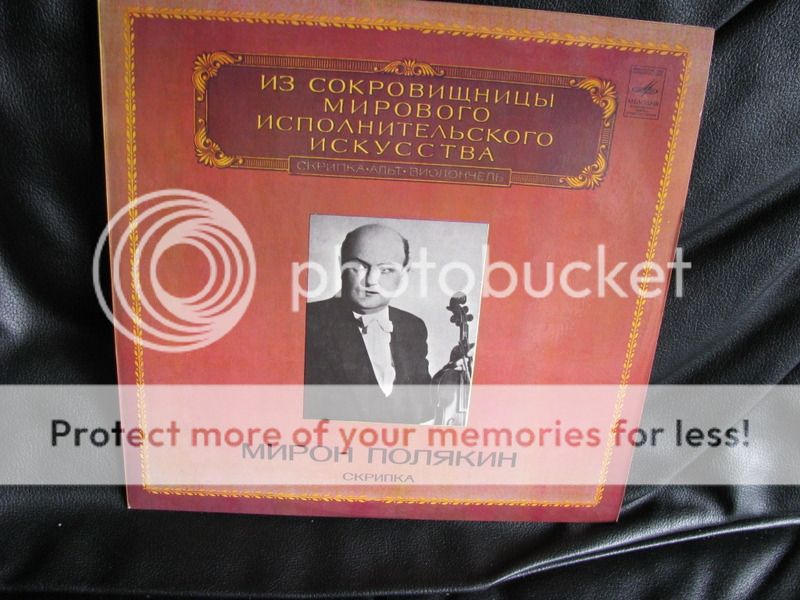 ИЗ СОКРОВИЩНИЦЫ
МИРОВОГО
ИСПОЛНИТЕЛЬСКОГО
ИСКУССТВА
СКРИПКА • АЛЬТ • ВИОЛОНЧЕЛЬ
МЕЛОДИЯ
photobucket
Protect more of your memories for less!
МИРОН ПОЛЯКИН
СКРИПКА